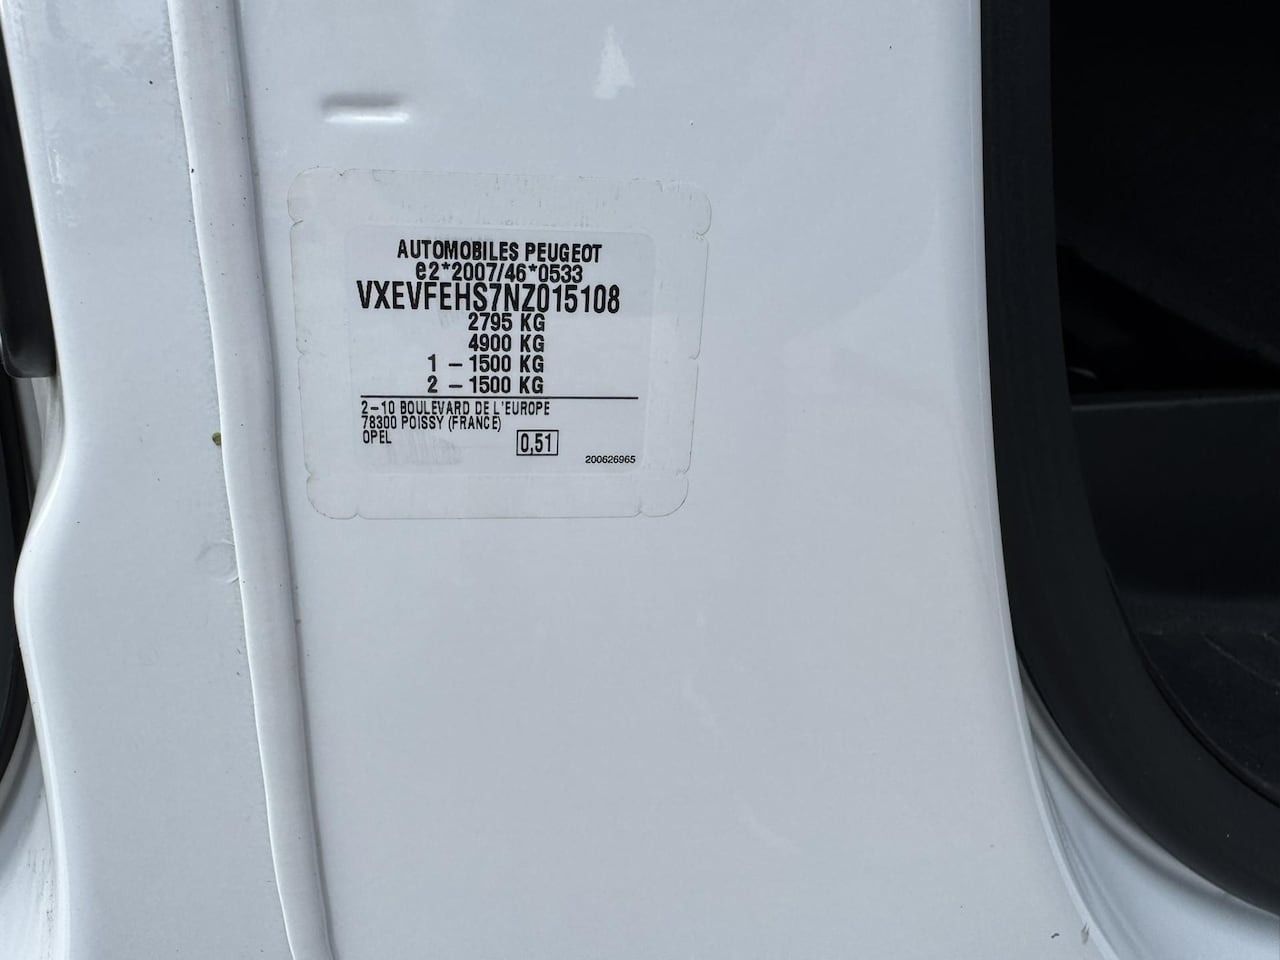 AUTOMOBILES PEUGEOT
e2*2007/46*0533
VXEVFEHS7NZ015108
2795 KG
4900 KG
1 – 1500 KG
2 – 1500 KG
2–10 BOULEVARD DE L'EUROPE
78300 POISSY (FRANCE)
OPEL
0,51
200626965